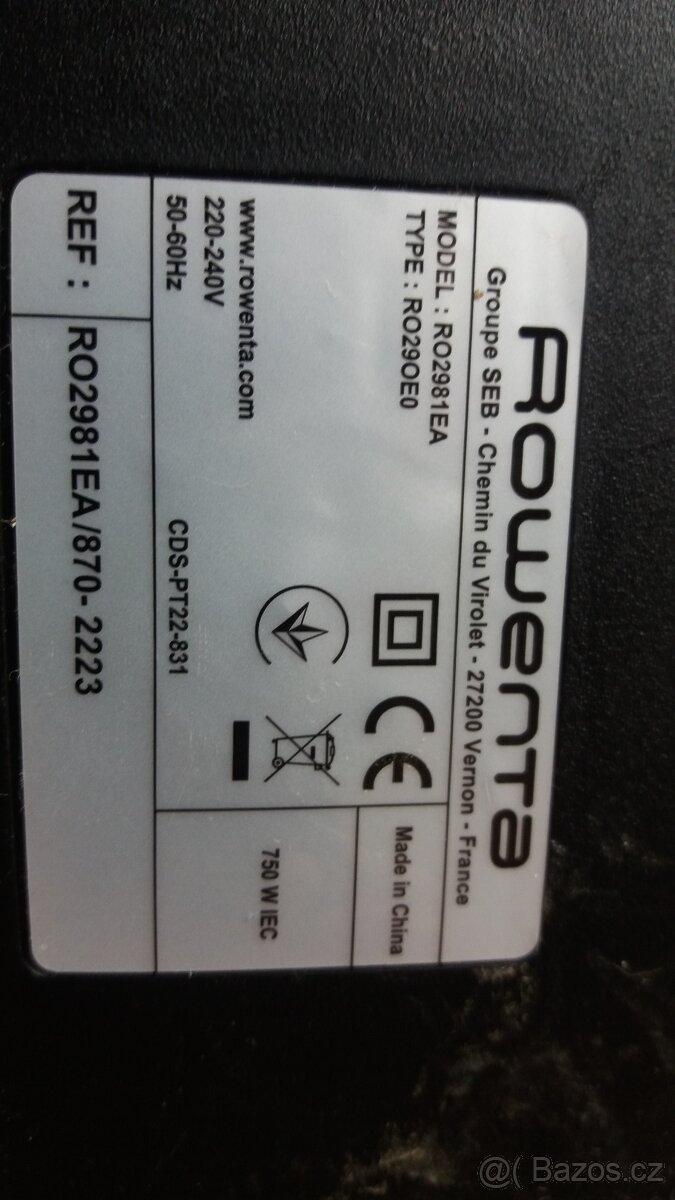 Rowenta
Groupe SEB - Chemin du Virolet - 27200 Vernon - France
MODEL : RO2981EA
TYPE : RO29OE0
Made in China
www.rowenta.com
220-240V
50-60Hz
CDS-PT22-831
750 W IEC
REF : RO2981EA/870- 2223
@( Bazos.cz